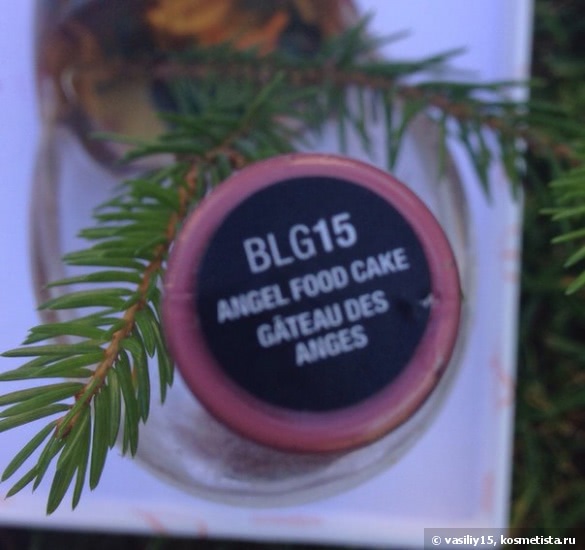 BLG15
ANGEL FOOD CAKE
GÂTEAU DES
ANGES
© vasiliy15, kosmetista.ru